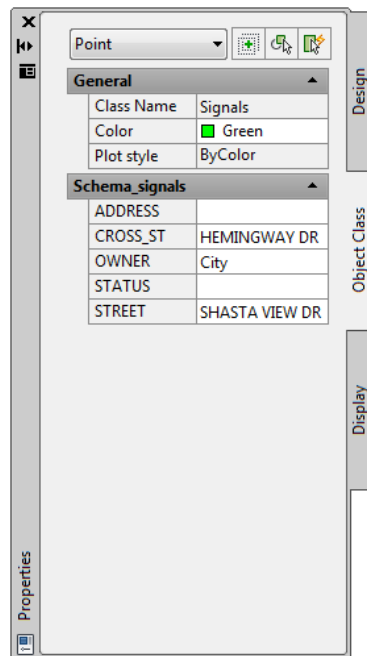 Point
General
Class Name Signals
Color Green
Plot style ByColor
Schema_signals
ADDRESS
CROSS_ST HEMINGWAY DR
OWNER City
STATUS
STREET SHASTA VIEW DR
Design
Object Class
Display
Properties